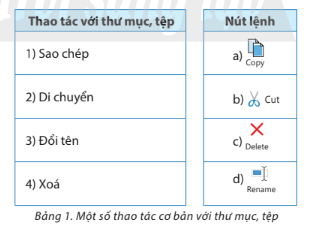 Thao tác với thư mục, tệp Nút lệnh
1) Sao chép a) Copy
2) Di chuyển b) Cut
3) Đổi tên c) Delete
4) Xoá d) Rename
Bảng 1. Một số thao tác cơ bản với thư mục, tệp